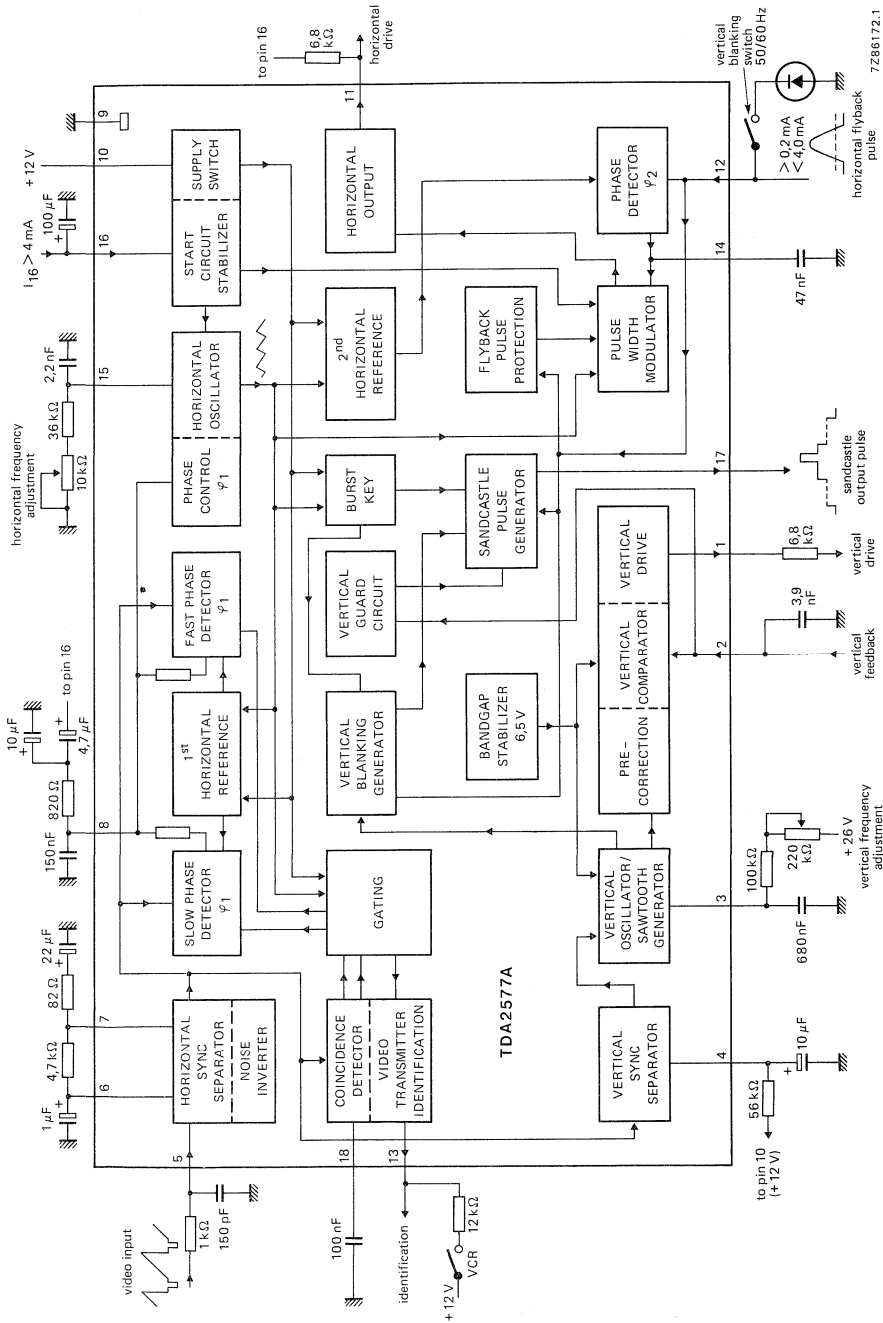 7Z86172.1
video input
1 kΩ
150 pF
5
1 μF
+
6
4,7 kΩ
7
82 Ω
22 μF
+
150 nF
8
820 Ω
10 μF
+
4,7 μF
+
to pin 16
horizontal frequency
adjustment
10 kΩ
36 kΩ
15
2,2 nF
I16 > 4 mA
+
100 μF
16
+ 12 V
10
9
to pin 16
6,8
kΩ
horizontal
drive
11
HORIZONTAL
SYNC
SEPARATOR
NOISE
INVERTER
SLOW PHASE
DETECTOR
φ1
1st
HORIZONTAL
REFERENCE
FAST PHASE
DETECTOR
φ1
PHASE
CONTROL
φ1
HORIZONTAL
OSCILLATOR
START
CIRCUIT
STABILIZER
SUPPLY
SWITCH
COINCIDENCE
DETECTOR
VIDEO
TRANSMITTER
IDENTIFICATION
GATING
VERTICAL
BLANKING
GENERATOR
VERTICAL
GUARD
CIRCUIT
BURST
KEY
2nd
HORIZONTAL
REFERENCE
HORIZONTAL
OUTPUT
TDA2577A
BANDGAP
STABILIZER
6,5 V
SANDCASTLE
PULSE
GENERATOR
FLYBACK
PULSE
PROTECTION
VERTICAL
SYNC
SEPARATOR
VERTICAL
OSCILLATOR/
SAWTOOTH
GENERATOR
PRE-
CORRECTION
VERTICAL
COMPARATOR
VERTICAL DRIVE
PULSE
WIDTH
MODULATOR
PHASE
DETECTOR
φ2
100 nF
18
13
identification
+ 12 V
VCR
12 kΩ
4
56 kΩ
to pin 10
(+ 12 V)
+
10 μF
3
680 nF
100 kΩ
220
kΩ
+ 26 V
vertical frequency
adjustment
2
vertical
feedback
3,9
nF
1
6,8
kΩ
vertical
drive
17
sandcastle
output pulse
14
47 nF
12
> 0,2 mA
< 4,0 mA
horizontal flyback
pulse
vertical
blanking
switch
50/60 Hz